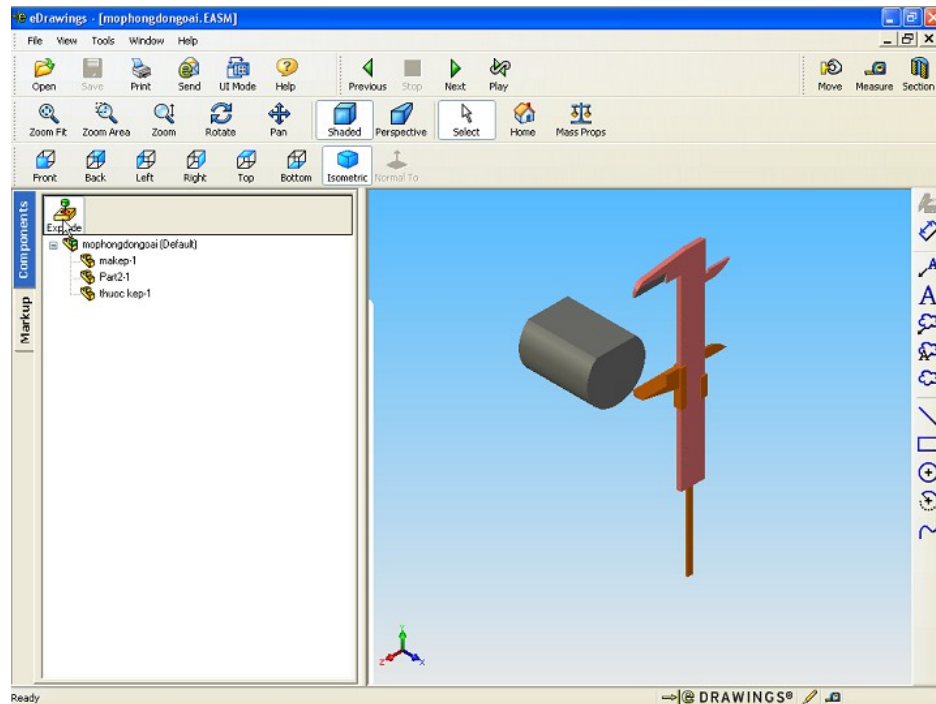 eDrawings - [mophongdongoai.EASM]
File View Tools Window Help
Open Save Print Send UI Mode Help Previous Stop Next Play Move Measure Section
Zoom Fit Zoom Area Zoom Rotate Pan Shaded Perspective Select Home Mass Props
Front Back Left Right Top Bottom Isometric Normal To
Components
Markup
Explode
mophongdongoai (Default)
makep-1
Part2-1
thuoc kep-1
Y
Z X
Ready
DRAWINGS®